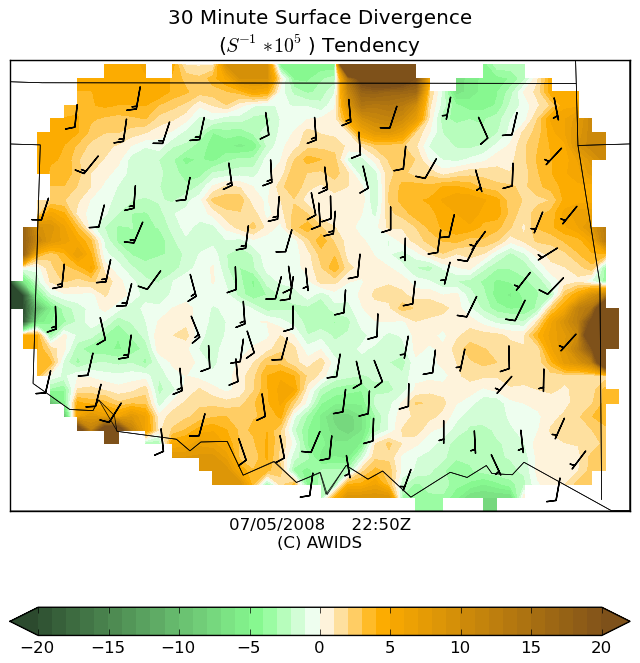 30 Minute Surface Divergence
(S⁻¹ *10⁵ ) Tendency
07/05/2008 22:50Z
(C) AWIDS
−20 −15 −10 −5 0 5 10 15 20